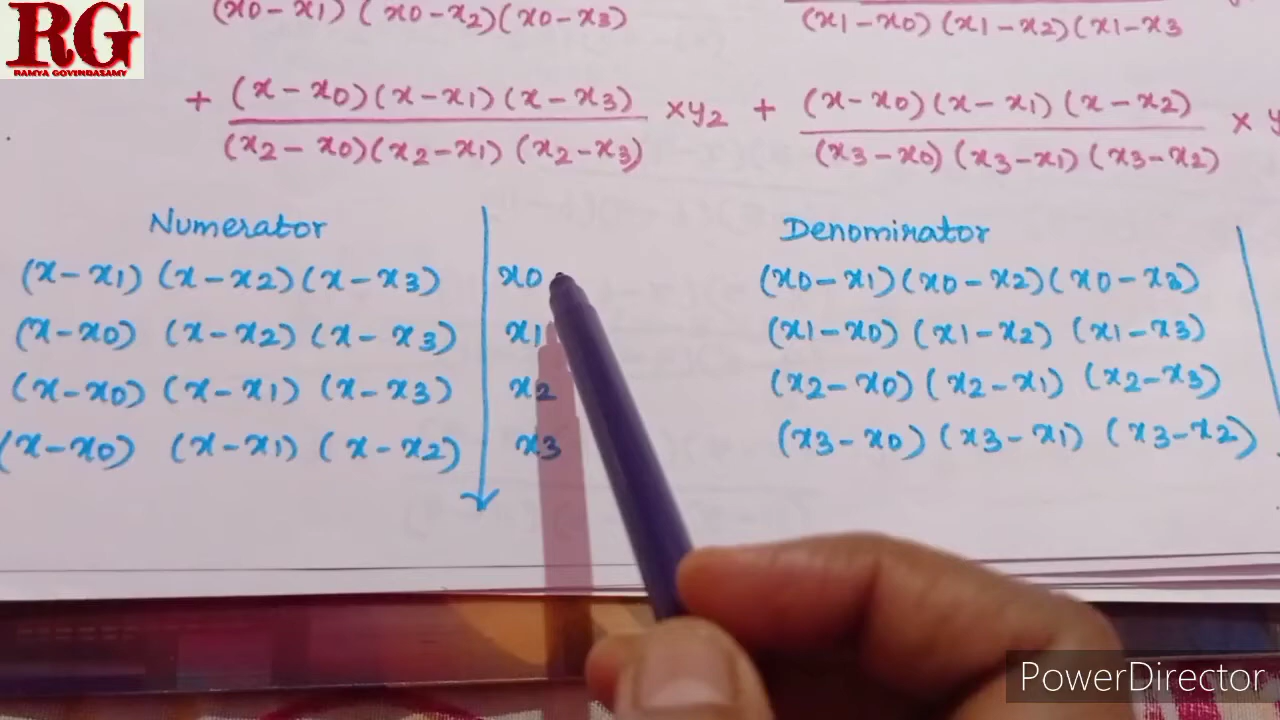 RG
RAMYA GOVINDASAMY
(x0-x1) (x0-x2)(x0-x3)
(x1-x0) (x1-x2) (x1-x3
+ (x-x0)(x-x1)(x-x3) xy2 + (x-x0)(x-x1) (x-x2) x y
(x2-x0)(x2-x1) (x2-x3) (x3-x0) (x3-x1) (x3-x2)
Numerator
(x-x1) (x-x2) (x-x3) x0
(x-x0) (x-x2) (x-x3) x1
(x-x0) (x-x1) (x-x3) x2
(x-x0) (x-x1) (x-x2) x3
Denominator
(x0-x1) (x0-x2) (x0-x3)
(x1-x0) (x1-x2) (x1-x3)
(x2-x0) (x2-x1) (x2-x3)
(x3-x0) (x3-x1) (x3-x2)
PowerDirector